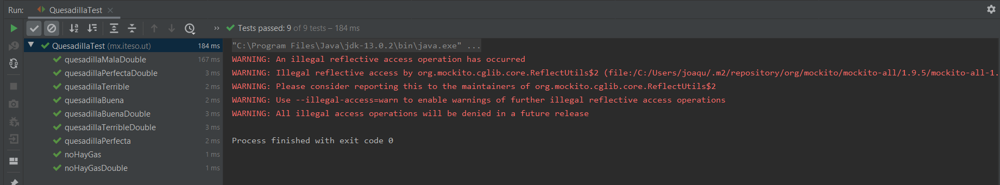 Run: QuesadillaTest
Tests passed: 9 of 9 tests – 184 ms
QuesadillaTest (mx.iteso.ut) 184 ms
quesadillaMalaDouble 167 ms
quesadillaPerfectaDouble 3 ms
quesadillaTerrible 2 ms
quesadillaBuena 2 ms
quesadillaBuenaDouble 3 ms
quesadillaTerribleDouble 3 ms
quesadillaPerfecta 2 ms
noHayGas 1 ms
noHayGasDouble 1 ms
"C:\Program Files\Java\jdk-13.0.2\bin\java.exe" ...
WARNING: An illegal reflective access operation has occurred
WARNING: Illegal reflective access by org.mockito.cglib.core.ReflectUtils$2 (file:/C:/Users/joaqu/.m2/repository/org/mockito/mockito-all/1.9.5/mockito-all-1.
WARNING: Please consider reporting this to the maintainers of org.mockito.cglib.core.ReflectUtils$2
WARNING: Use --illegal-access=warn to enable warnings of further illegal reflective access operations
WARNING: All illegal access operations will be denied in a future release
Process finished with exit code 0